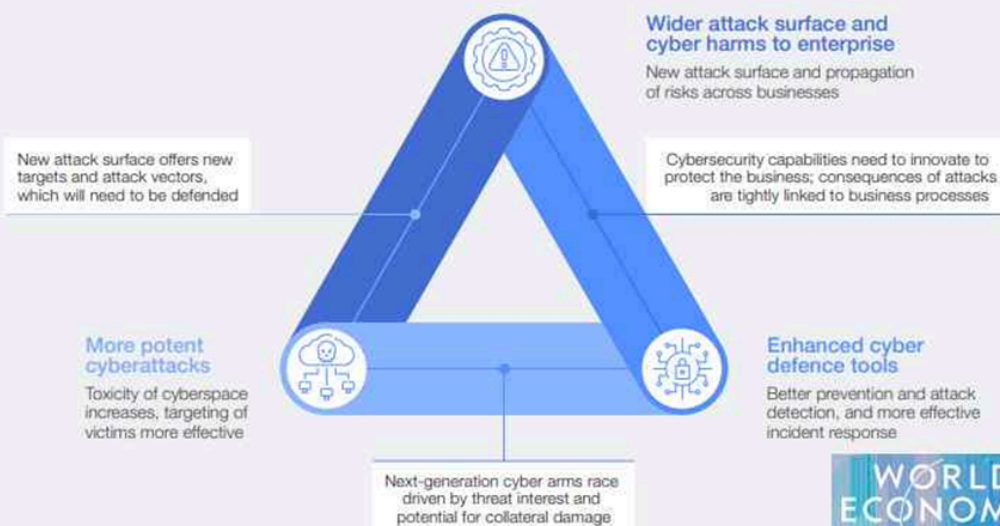 Wider attack surface and
cyber harms to enterprise
New attack surface and propagation
of risks across businesses
New attack surface offers new
targets and attack vectors,
which will need to be defended
Cybersecurity capabilities need to innovate to
protect the business; consequences of attacks
are tightly linked to business processes
More potent
cyberattacks
Toxicity of cyberspace
increases, targeting of
victims more effective
Enhanced cyber
defence tools
Better prevention and attack
detection, and more effective
incident response
Next-generation cyber arms race
driven by threat interest and
potential for collateral damage
WORLD
ECONOM